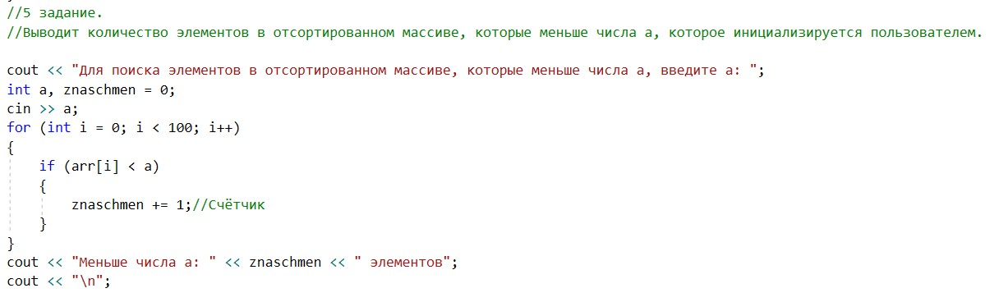 //5 задание.
//Выводит количество элементов в отсортированном массиве, которые меньше числа a, которое инициализируется пользователем.
cout << "Для поиска элементов в отсортированном массиве, которые меньше числа a, введите a: ";
int a, znaschmen = 0;
cin >> a;
for (int i = 0; i < 100; i++)
{
    if (arr[i] < a)
    {
        znaschmen += 1;//Счётчик
    }
}
cout << "Меньше числа a: " << znaschmen << " элементов";
cout << "\n";